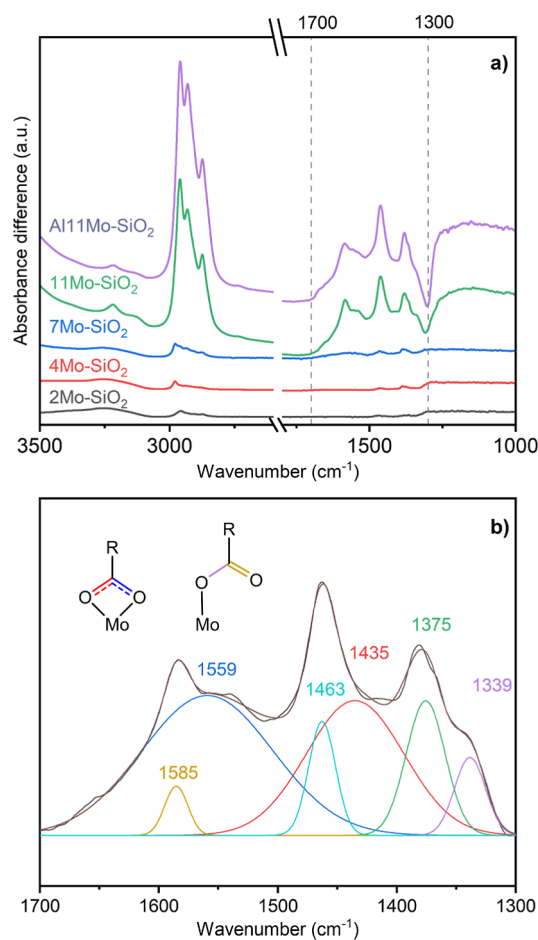 1700 1300
a)
Absorbance difference (a.u.)
Al11Mo-SiO₂
11Mo-SiO₂
7Mo-SiO₂
4Mo-SiO₂
2Mo-SiO₂
3500 3000 1500 1000
Wavenumber (cm⁻¹)
b)
R
O O
Mo
R
O O
Mo
1559
1435
1375
1463
1339
1585
1700 1600 1500 1400 1300
Wavenumber (cm⁻¹)